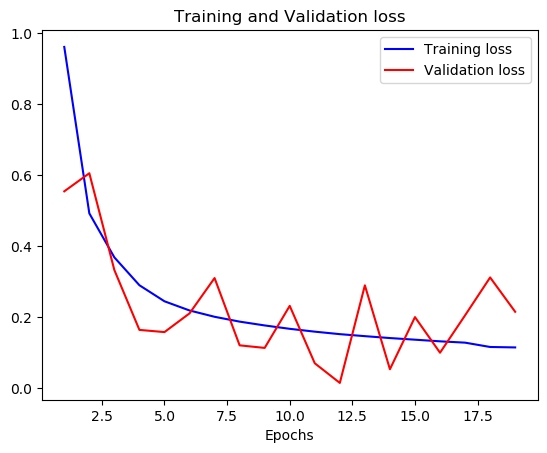 Training and Validation loss
Training loss
Validation loss
1.0
0.8
0.6
0.4
0.2
0.0
2.5 5.0 7.5 10.0 12.5 15.0 17.5
Epochs